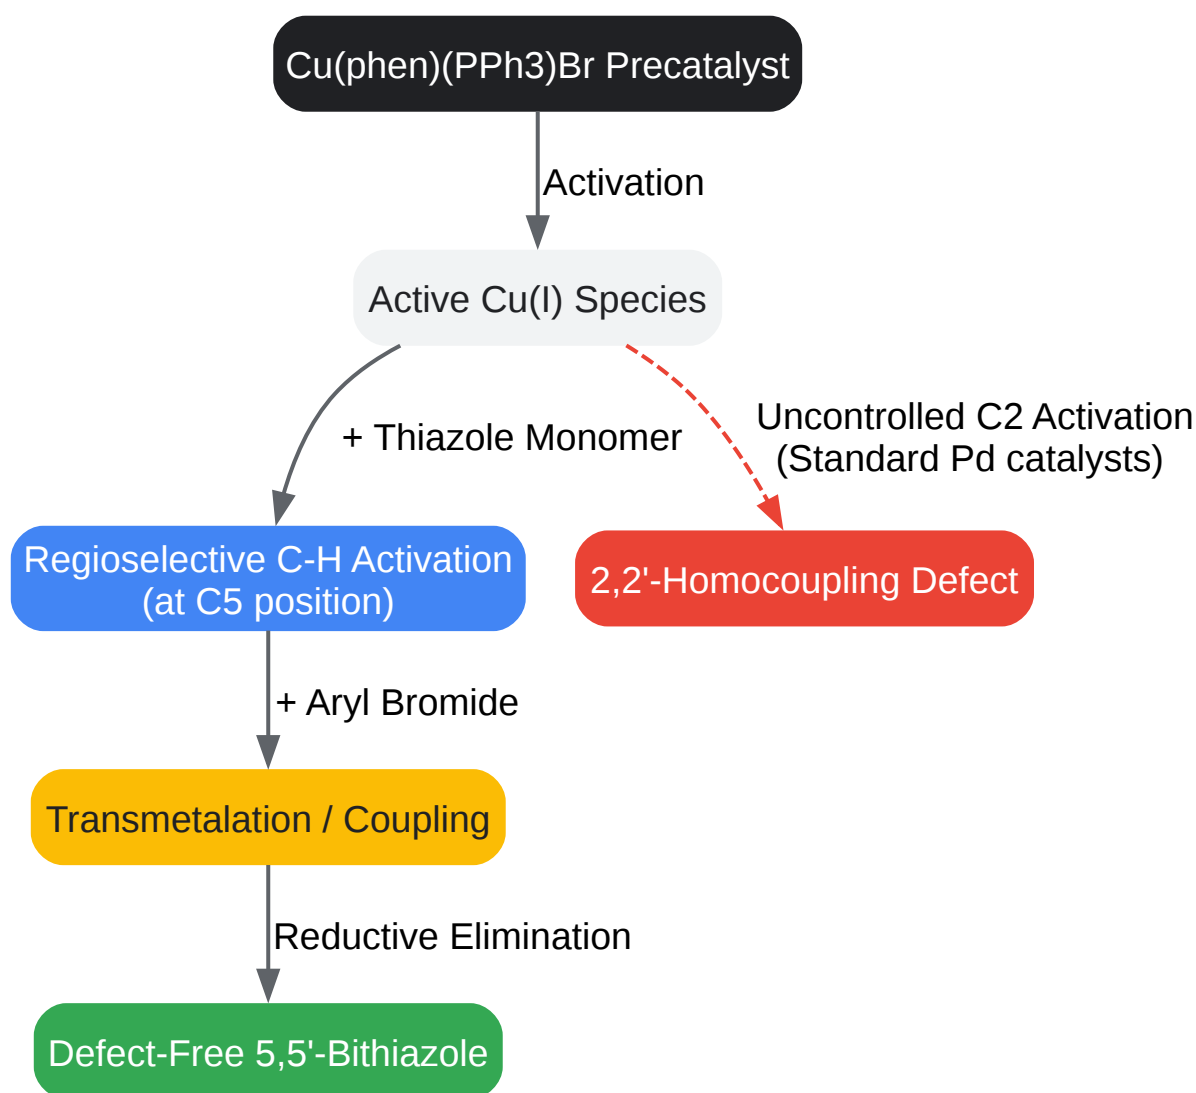 Cu(phen)(PPh3)Br Precatalyst
Activation
Active Cu(I) Species
+ Thiazole Monomer
Uncontrolled C2 Activation
(Standard Pd catalysts)
Regioselective C-H Activation
(at C5 position)
2,2'-Homocoupling Defect
+ Aryl Bromide
Transmetalation / Coupling
Reductive Elimination
Defect-Free 5,5'-Bithiazole